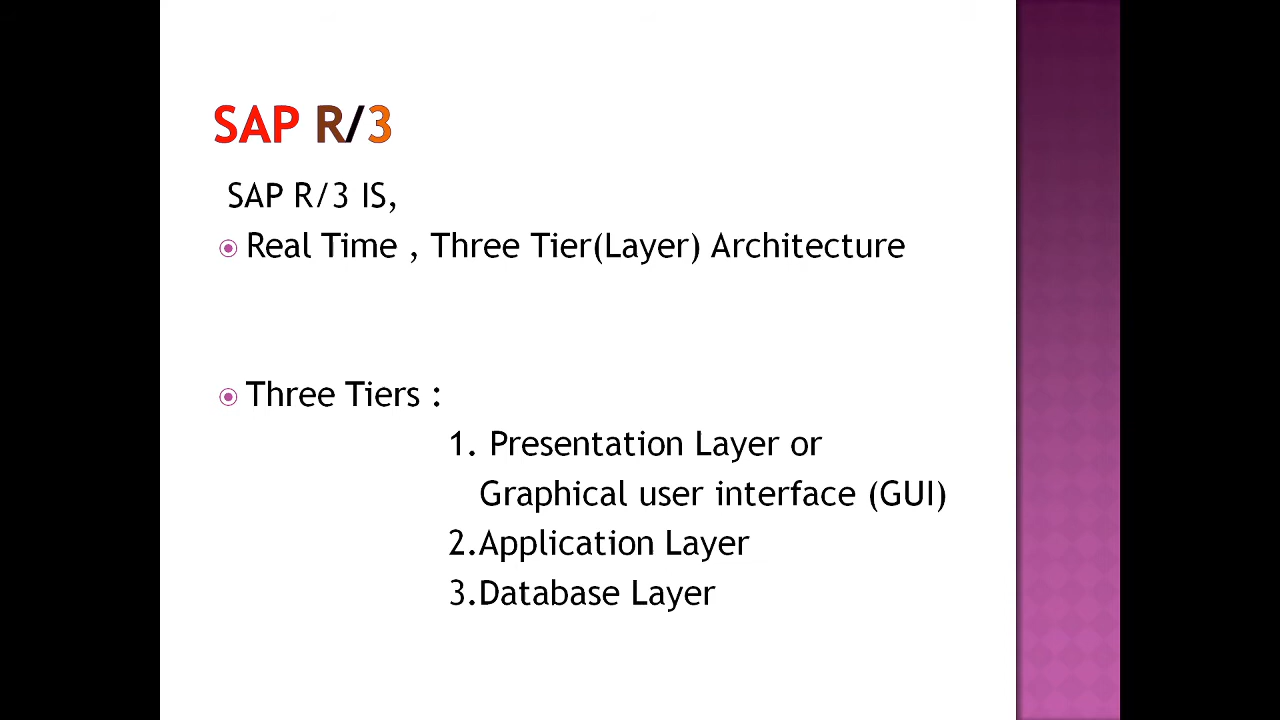 SAP R/3
SAP R/3 IS,
Real Time , Three Tier(Layer) Architecture
Three Tiers :
1. Presentation Layer or
Graphical user interface (GUI)
2.Application Layer
3.Database Layer